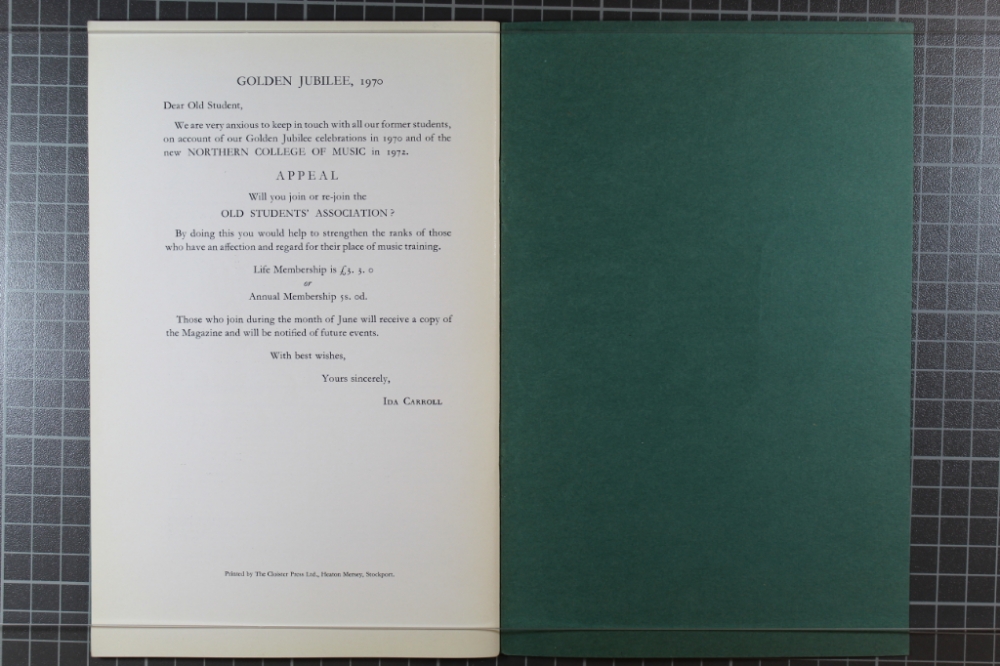 GOLDEN JUBILEE, 1970
Dear Old Student,
We are very anxious to keep in touch with all our former students,
on account of our Golden Jubilee celebrations in 1970 and of the
new NORTHERN COLLEGE OF MUSIC in 1972.
APPEAL
Will you join or re-join the
OLD STUDENTS' ASSOCIATION?
By doing this you would help to strengthen the ranks of those
who have an affection and regard for their place of music training.
Life Membership is £5. 5. 0
or
Annual Membership 5s. 0d.
Those who join during the month of June will receive a copy of
the Magazine and will be notified of future events.
With best wishes,
Yours sincerely,
IDA CARROLL
Printed by The Cloister Press Ltd., Heaton Mersey, Stockport.